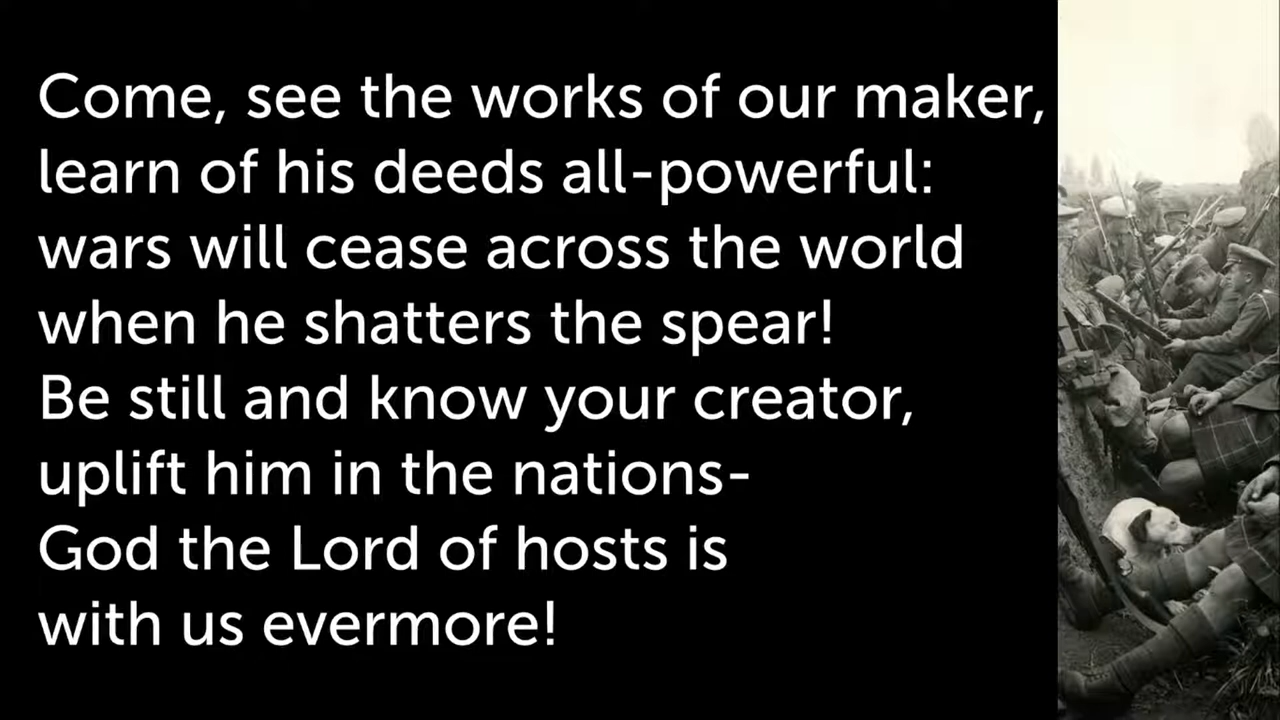 Come, see the works of our maker,
learn of his deeds all-powerful:
wars will cease across the world
when he shatters the spear!
Be still and know your creator,
uplift him in the nations-
God the Lord of hosts is
with us evermore!